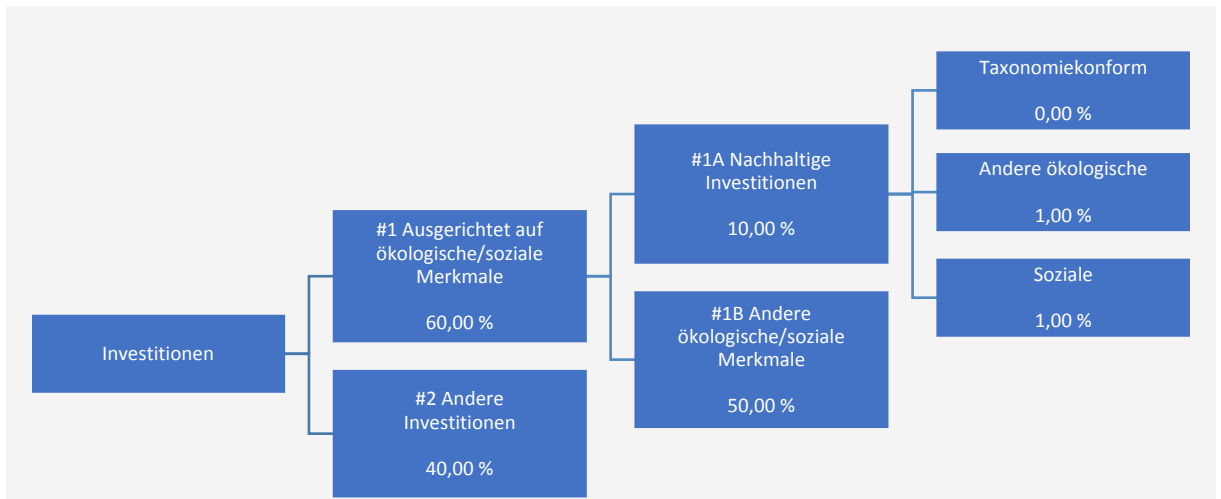 Investitionen
#1 Ausgerichtet auf
ökologische/soziale
Merkmale
60,00 %
#2 Andere
Investitionen
40,00 %
#1A Nachhaltige
Investitionen
10,00 %
#1B Andere
ökologische/soziale
Merkmale
50,00 %
Taxonomiekonform
0,00 %
Andere ökologische
1,00 %
Soziale
1,00 %